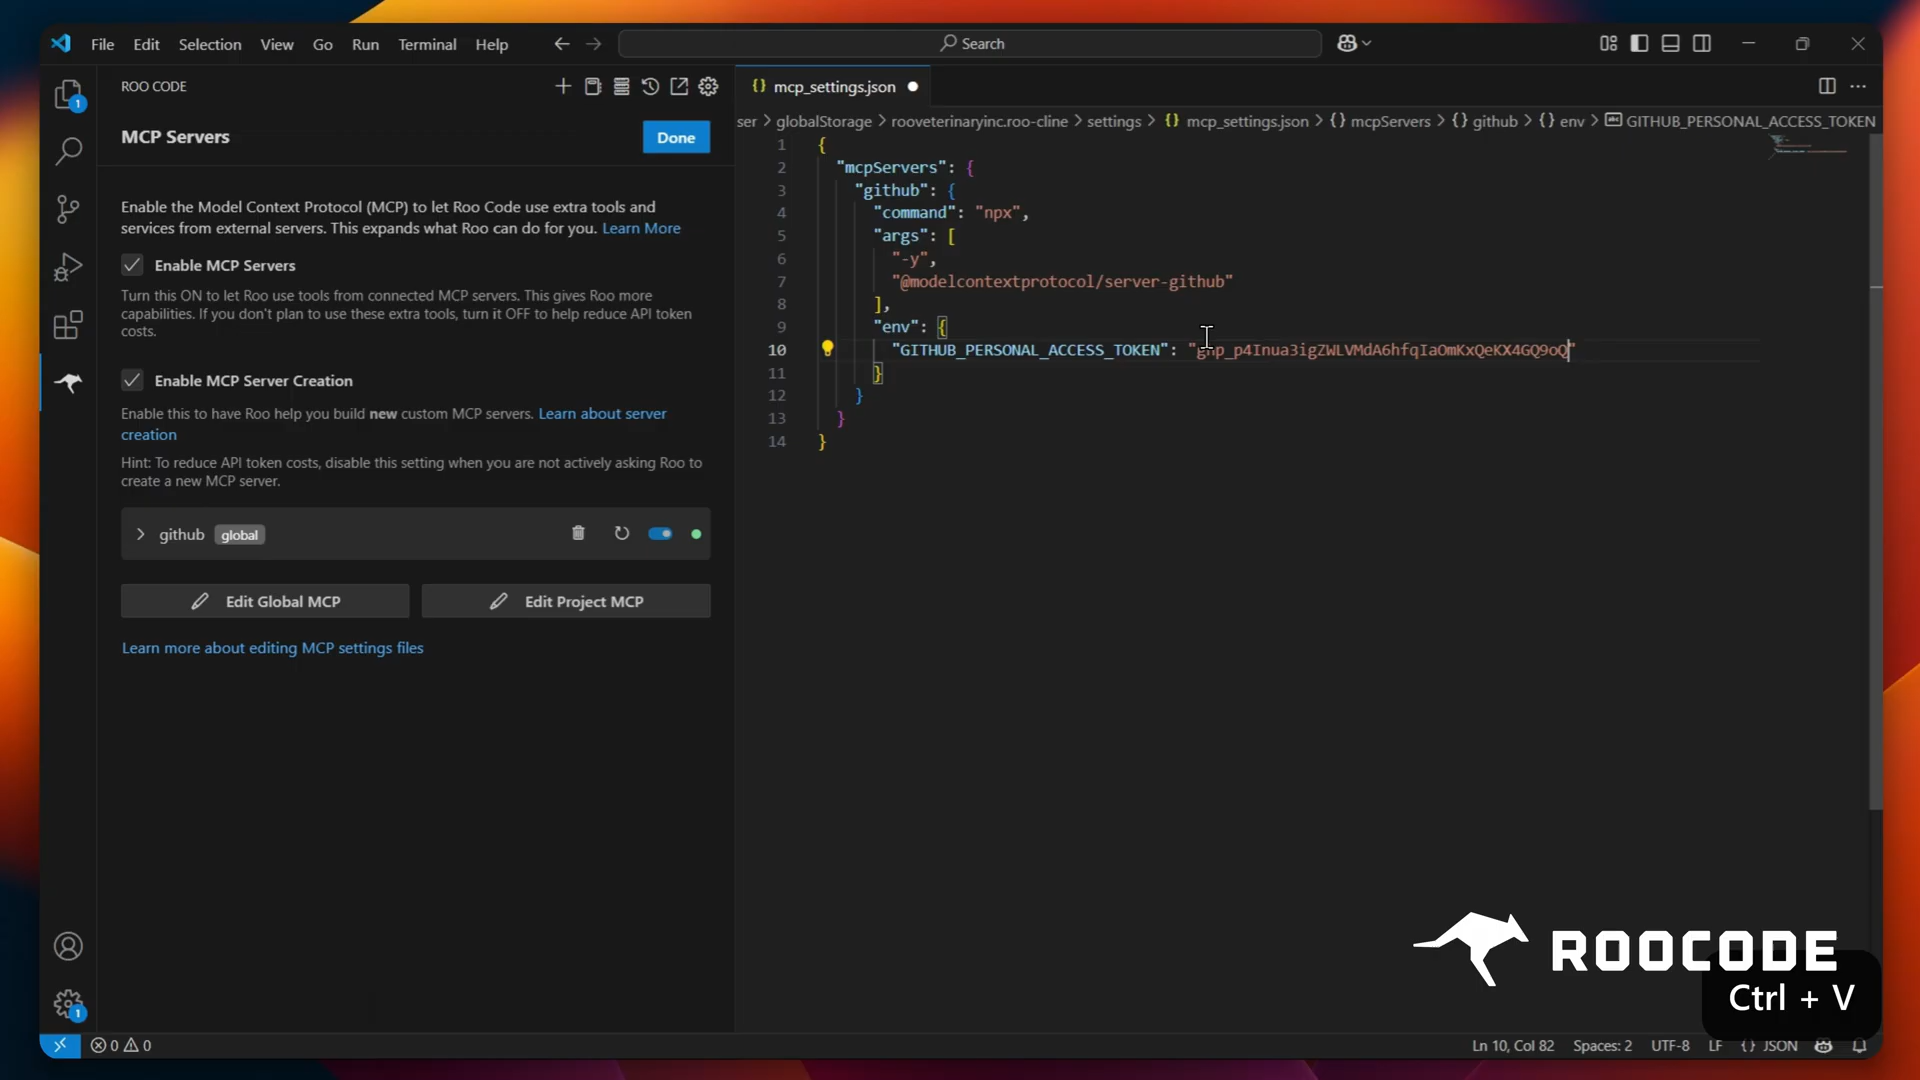 File Edit Selection View Go Run Terminal Help
Search
ROO CODE
mcp_settings.json
MCP Servers
Done
ser > globalStorage > rooveterinaryinc.roo-cline > settings > {} mcp_settings.json > {} mcpServers > {} github > {} env > GITHUB_PERSONAL_ACCESS_TOKEN
Enable the Model Context Protocol (MCP) to let Roo Code use extra tools and
services from external servers. This expands what Roo can do for you. Learn More
Enable MCP Servers
Turn this ON to let Roo use tools from connected MCP servers. This gives Roo more
capabilities. If you don't plan to use these extra tools, turn it OFF to help reduce API token
costs.
Enable MCP Server Creation
Enable this to have Roo help you build new custom MCP servers. Learn about server
creation
Hint: To reduce API token costs, disable this setting when you are not actively asking Roo to
create a new MCP server.
github global
Edit Global MCP
Edit Project MCP
Learn more about editing MCP settings files
1 {
2 "mcpServers": {
3 "github": {
4 "command": "npx",
5 "args": [
6 "-y",
7 "@modelcontextprotocol/server-github"
8 ],
9 "env": {
10 "GITHUB_PERSONAL_ACCESS_TOKEN":
11 }
12 }
13 }
14 }
ROOCODE
Ctrl + V
0 0
Ln 10, Col 82 Spaces: 2 UTF-8 LF {} JSON
1
1